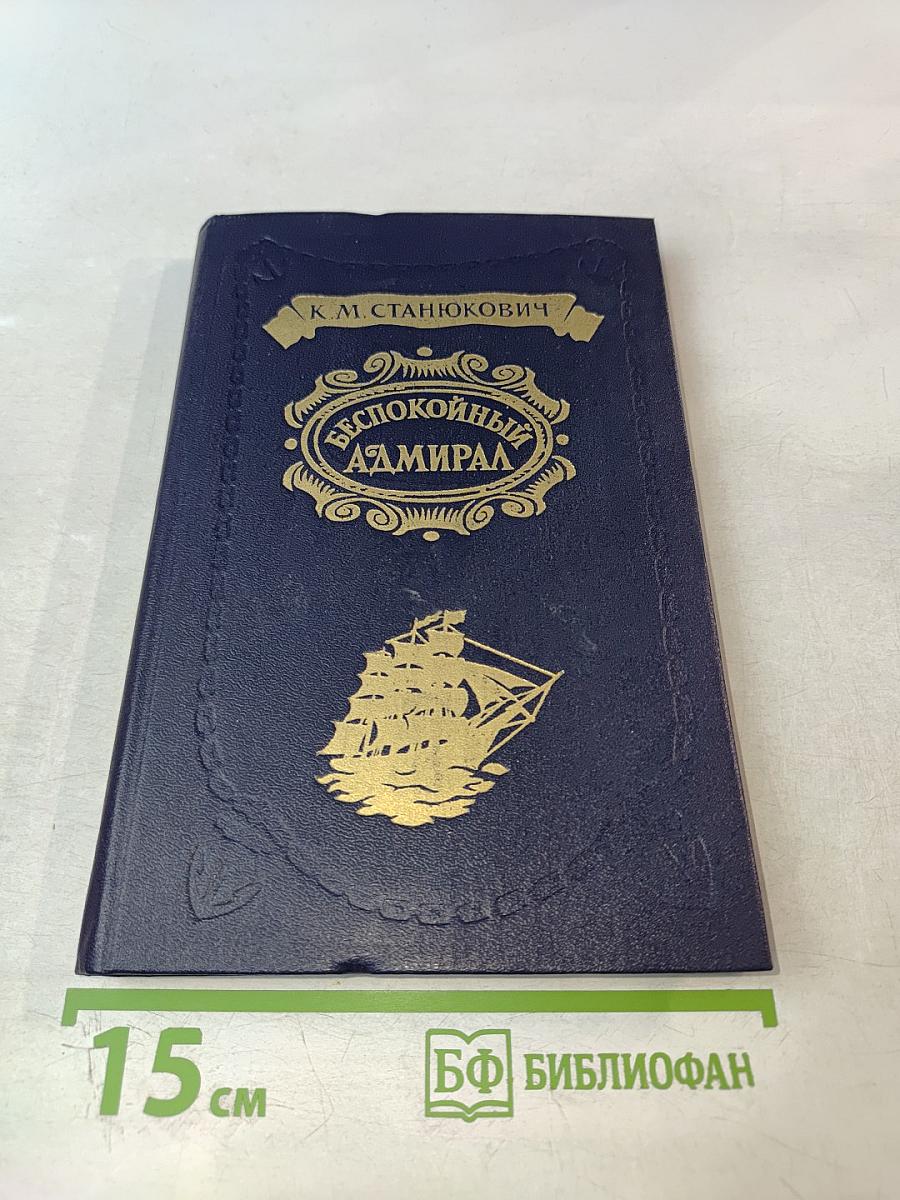 К. М. СТАНЮКОВИЧ
БЕСПОКОЙНЫЙ
АДМИРАЛ
15 см
БФ БИБЛИОФАН